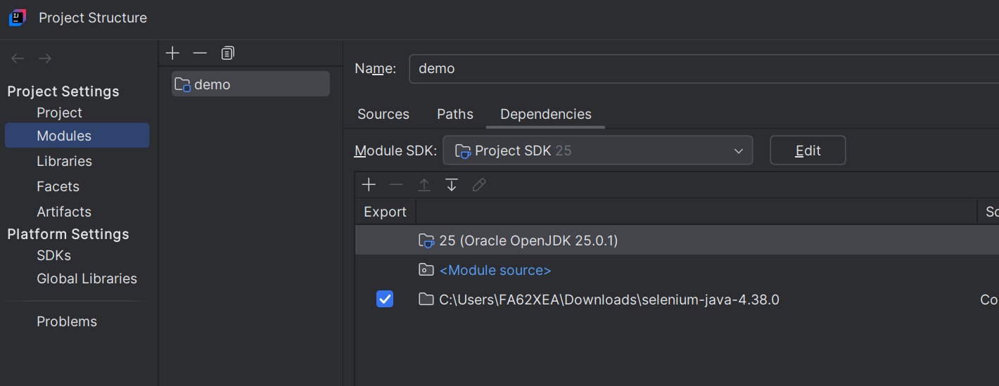 Project Structure
Project Settings
Project
Modules
Libraries
Facets
Artifacts
Platform Settings
SDKs
Global Libraries
Problems
demo
Name: demo
Sources Paths Dependencies
Module SDK: Project SDK 25 Edit
Export
25 (Oracle OpenJDK 25.0.1)
<Module source>
C:\Users\FA62XEA\Downloads\selenium-java-4.38.0